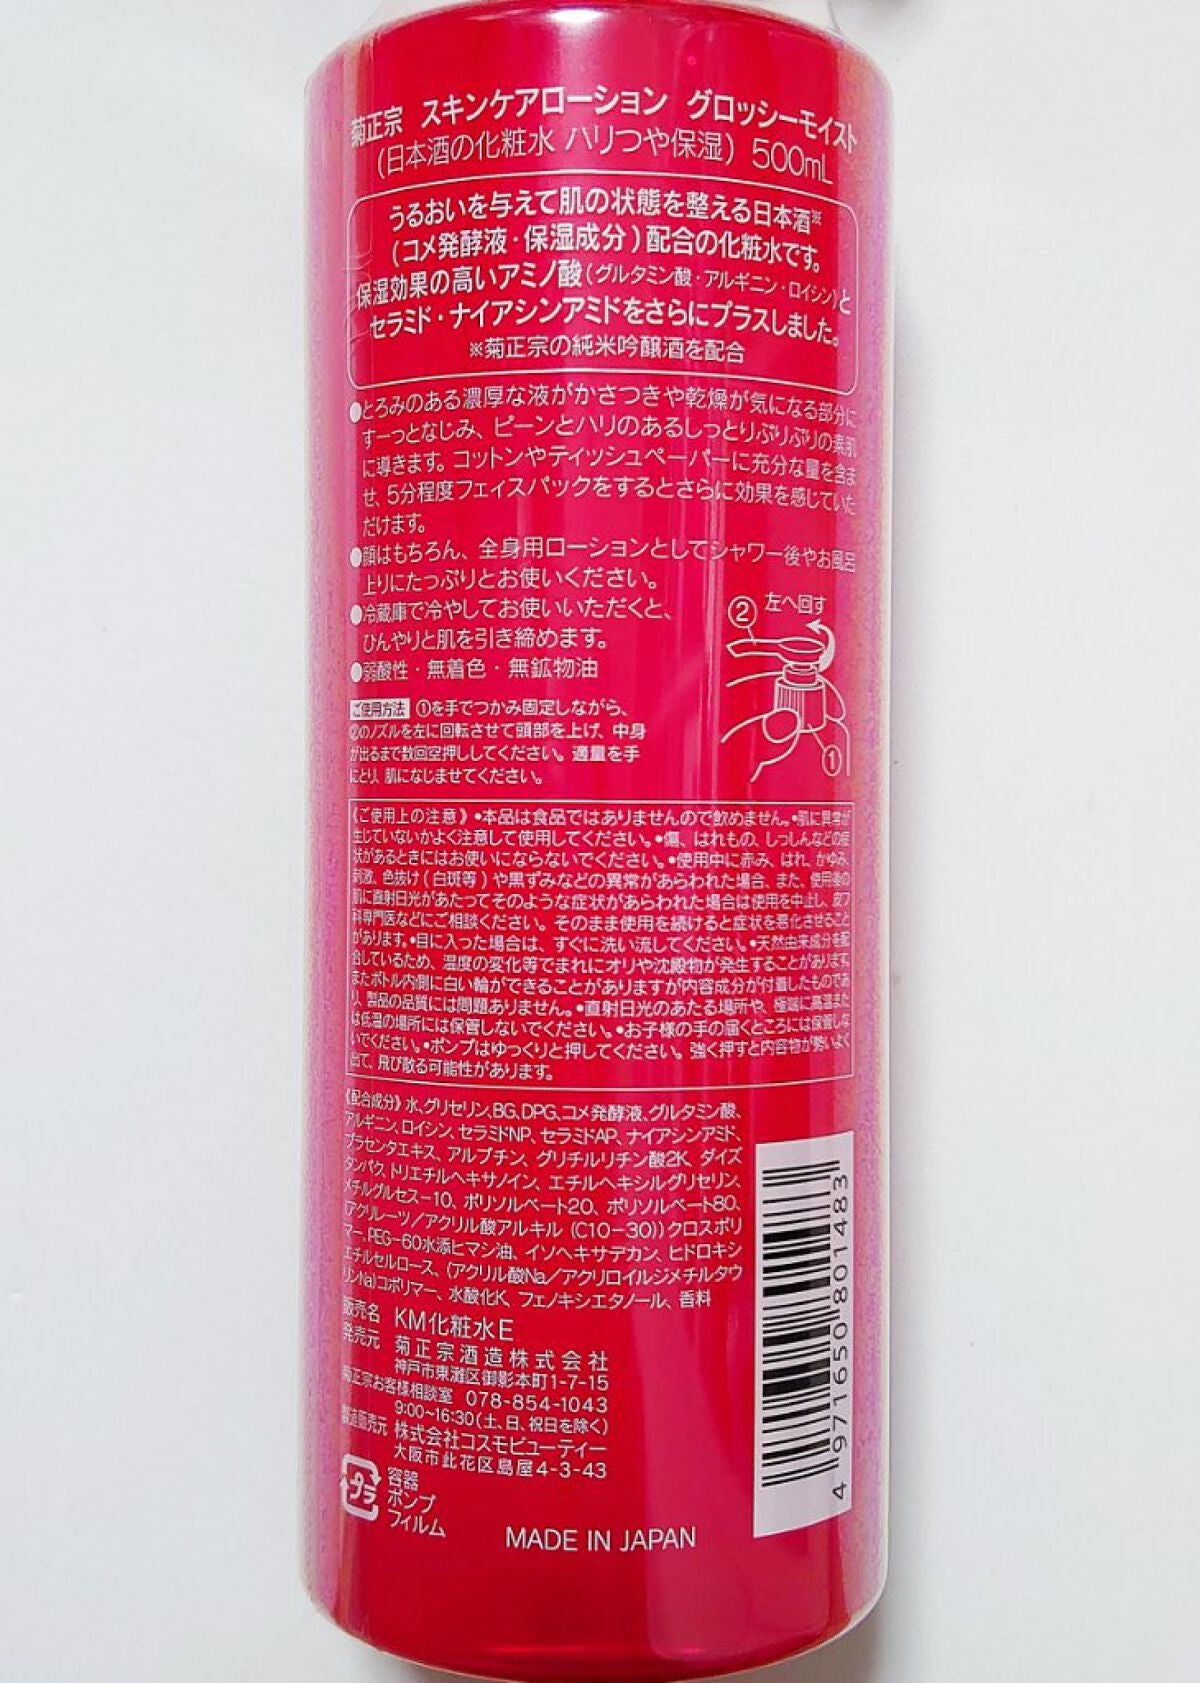 菊正宗 スキンケアローション グロッシーモイスト
(日本酒の化粧水 ハリつや保湿) 500mL
うるおいを与えて肌の状態を整える日本酒※
(コメ発酵液・保湿成分)配合の化粧水です。
保湿効果の高いアミノ酸(グルタミン酸・アルギニン・ロイシン)と
セラミド・ナイアシンアミドをさらにプラスしました。
※菊正宗の純米吟醸酒を配合
●とろみのある濃厚な液がかさつきや乾燥が気になる部分に
すーっとなじみ、ピーンとハリのあるしっとりぷりぷりの素肌
に導きます。コットンやティッシュペーパーに充分な量を含ま
せ、5分程度フェイスパックをするとさらに効果を感じていた
だけます。
●顔はもちろん、全身用ローションとしてシャワー後やお風呂
上りにたっぷりとお使いください。
●冷蔵庫で冷やしてお使いいただくと、
ひんやりと肌を引き締めます。
●弱酸性・無着色・無鉱物油
② 左へ回す
①
ご使用方法 ①を手でつかみ固定しながら、
②のノズルを左に回転させて頭部を上げ、中身
が出るまで数回空押ししてください。適量を手
にとり、肌になじませてください。
《ご使用上の注意》•本品は食品ではありませんので飲めません。•肌に異常が
生じていないかよく注意して使用してください。•傷、はれもの、しっしんなどの症
状があるときにはお使いにならないでください。•使用中に赤み、はれ、かゆみ、
刺激、色抜け(白斑等)や黒ずみなどの異常があらわれた場合、また、使用後の
肌に直射日光があたってそのような症状があらわれた場合は使用を中止し、皮フ
科専門医などにご相談ください。そのまま使用を続けると症状を悪化させること
があります。•目に入った場合は、すぐに洗い流してください。•天然由来成分を配
合しているため、温度の変化等でまれにオリや沈殿物が発生することがあります。
またボトル内側に白い輪ができることがありますが内容成分が付着したものであ
り、製品の品質には問題ありません。•直射日光のあたる場所や、極端に高温また
は低温の場所には保管しないでください。•お子様の手の届くところには保管しな
いでください。•ポンプはゆっくりと押してください。強く押すと内容物が勢いよく
出て、飛び散る可能性があります。
《配合成分》水、グリセリン、BG、DPG、コメ発酵液、グルタミン酸、
アルギニン、ロイシン、セラミドNP、セラミドAP、ナイアシンアミド、
プラセンタエキス、アルブチン、グリチルリチン酸2K、ダイズ
タンパク、トリエチルヘキサノイン、エチルヘキシルグリセリン、
メチルグルセス-10、ポリソルベート20、ポリソルベート80、
(アクリレーツ/アクリル酸アルキル(C10-30))クロスポリ
マー、PEG-60水添ヒマシ油、イソヘキサデカン、ヒドロキシ
エチルセルロース、(アクリル酸Na/アクリロイルジメチルタウ
リンNa)コポリマー、水酸化K、フェノキシエタノール、香料
販売名 KM化粧水E
発売元 菊正宗酒造株式会社
神戸市東灘区御影本町1-7-15
菊正宗お客様相談室 078-854-1043
9:00~16:30(土、日、祝日を除く)
製造販売元 株式会社コスモビューティー
大阪市此花区島屋4-3-43
プラ
容器
ポンプ
フィルム
MADE IN JAPAN
4 971650 801483